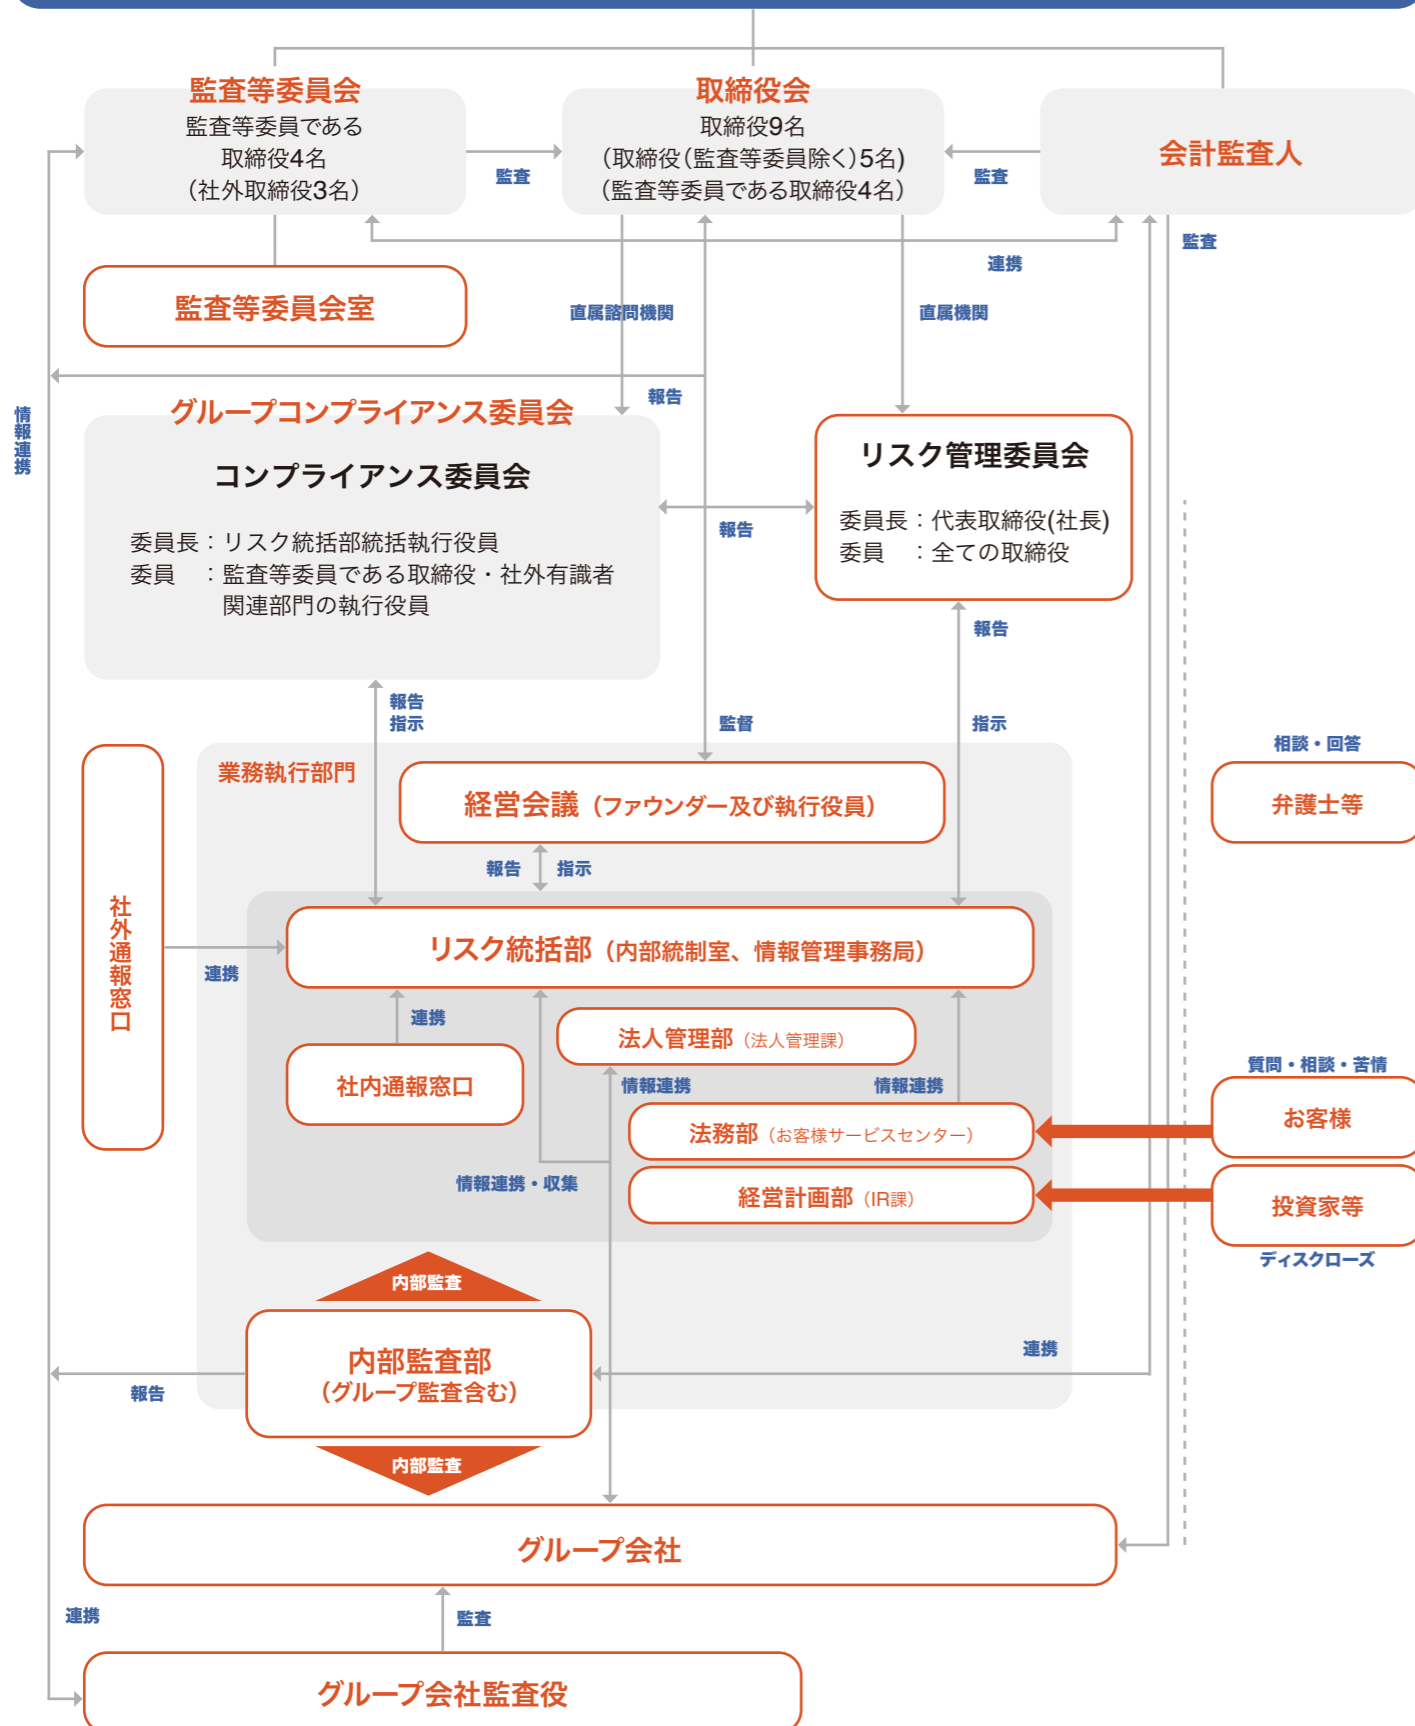 監査等委員会
監査等委員である
取締役4名
（社外取締役3名）
監査
取締役会
取締役9名
（取締役（監査等委員除く）5名）
（監査等委員である取締役4名）
監査
会計監査人
監査
連携
監査等委員会室
直属諮問機関
直属機関
報告
情報連携
グループコンプライアンス委員会
コンプライアンス委員会
委員長：リスク統括部統括執行役員
委員　：監査等委員である取締役・社外有識者
関連部門の執行役員
報告
リスク管理委員会
委員長：代表取締役(社長)
委員　：全ての取締役
報告
報告
指示
監督
指示
相談・回答
弁護士等
業務執行部門
経営会議（ファウンダー及び執行役員）
報告
指示
社外通報窓口
連携
リスク統括部（内部統制室、情報管理事務局）
連携
社内通報窓口
法人管理部（法人管理課）
情報連携
情報連携
法務部（お客様サービスセンター）
質問・相談・苦情
お客様
情報連携・収集
経営計画部（IR課）
投資家等
ディスクローズ
内部監査
内部監査部
（グループ監査含む）
連携
報告
内部監査
グループ会社
連携
監査
グループ会社監査役